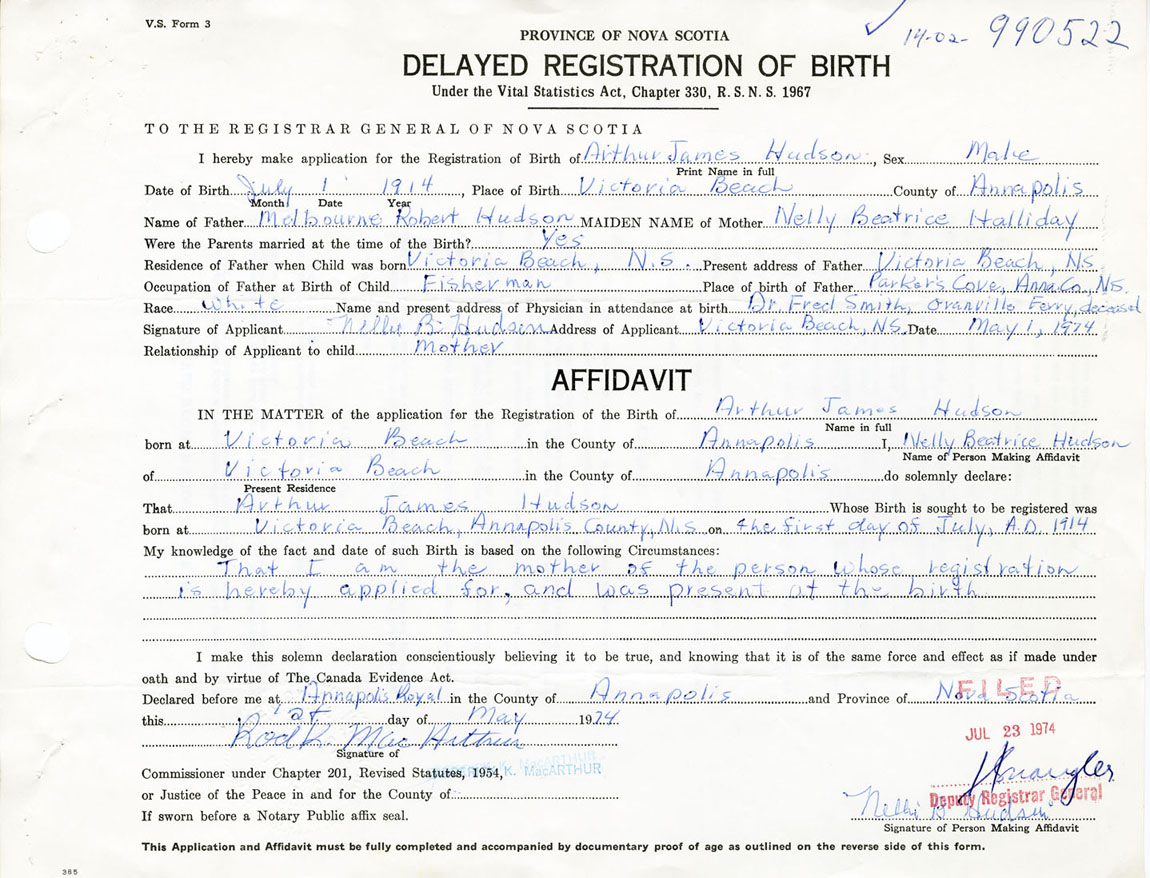 V.S. Form 3
14-02- 990522
PROVINCE OF NOVA SCOTIA
DELAYED REGISTRATION OF BIRTH
Under the Vital Statistics Act, Chapter 330, R. S. N. S. 1967
TO THE REGISTRAR GENERAL OF NOVA SCOTIA
I hereby make application for the Registration of Birth of Arthur James Hudson, Sex Male
Print Name in full
Date of Birth July 1 1914, Place of Birth Victoria Beach County of Annapolis
Month Date Year
Name of Father Melbourne Robert Hudson MAIDEN NAME of Mother Nelly Beatrice Halliday
Were the Parents married at the time of the Birth? Yes
Residence of Father when Child was born Victoria Beach, N.S. Present address of Father Victoria Beach, NS.
Occupation of Father at Birth of Child Fisherman Place of birth of Father Parker's Cove, Anna.Co., NS.
Race White Name and present address of Physician in attendance at birth Dr. Fred Smith, Granville Ferry, deceased
Signature of Applicant Nelly B. Hudson Address of Applicant Victoria Beach, NS. Date May 1, 1974
Relationship of Applicant to child mother
AFFIDAVIT
IN THE MATTER of the application for the Registration of the Birth of Arthur James Hudson
Name in full
born at Victoria Beach in the County of Annapolis I, Nelly Beatrice Hudson
Name of Person Making Affidavit
of Victoria Beach in the County of Annapolis do solemnly declare:
Present Residence
That Arthur James Hudson Whose Birth is sought to be registered was
born at Victoria Beach, Annapolis County, N.S. on the first day of July, A.D. 1914
My knowledge of the fact and date of such Birth is based on the following Circumstances:
That I am the mother of the person whose registration
is hereby applied for, and was present at the birth
I make this solemn declaration conscientiously believing it to be true, and knowing that it is of the same force and effect as if made under
oath and by virtue of The Canada Evidence Act.
Declared before me at Annapolis Royal in the County of Annapolis and Province of Nova Scotia
FILED
this 1st day of May 1974.
JUL 23 1974
Rod K. MacArthur
Signature of
K. MacARTHUR
Commissioner under Chapter 201, Revised Statutes, 1954,
K. MacARTHUR
or Justice of the Peace in and for the County of
Deputy Registrar General
Nelli B Hudson
If sworn before a Notary Public affix seal.
Signature of Person Making Affidavit
This Application and Affidavit must be fully completed and accompanied by documentary proof of age as outlined on the reverse side of this form.
385